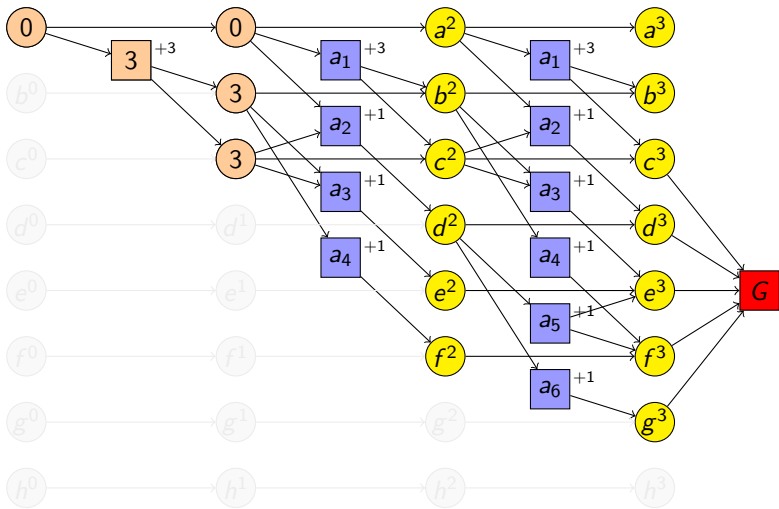 0 0 a² a³
3 +3 a₁ +3 a₁ +3
b⁰ 3 b² b³
a₂ +1 a₂ +1
c⁰ 3 c² c³
a₃ +1 a₃ +1
d⁰ d¹ d² d³
a₄ +1 a₄ +1
e⁰ e¹ e² e³ G
a₅ +1
f⁰ f¹ f² f³
a₆ +1
g⁰ g¹ g² g³
h⁰ h¹ h² h³